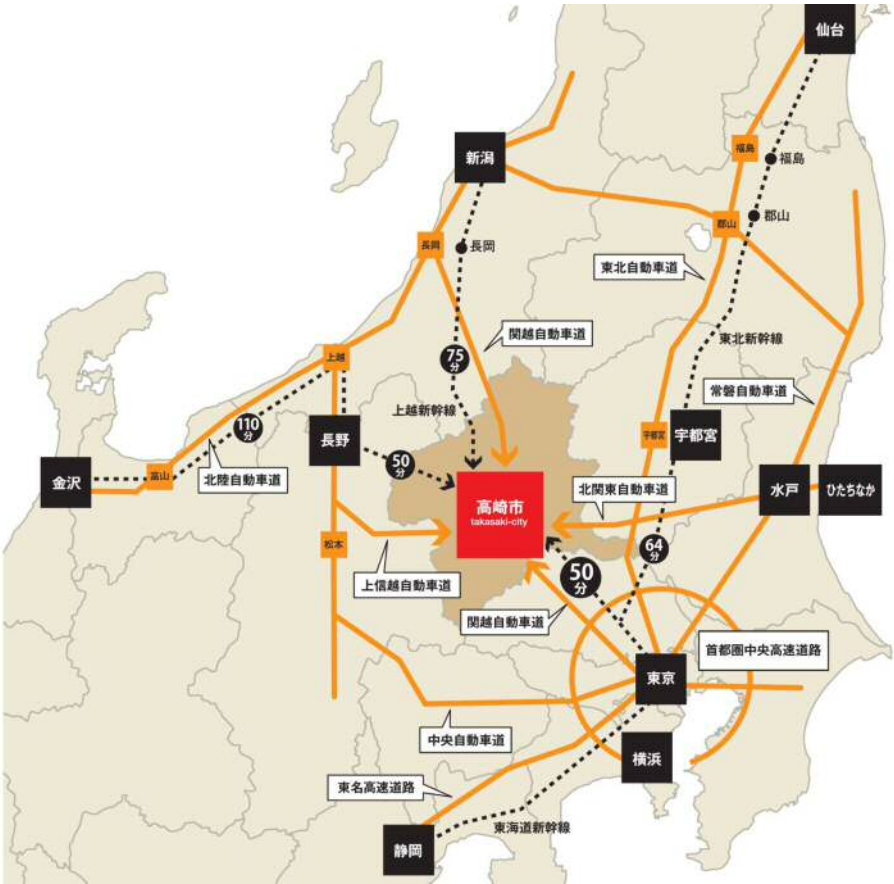 仙台
福島
福島
新潟
郡山
郡山
長岡
長岡
東北自動車道
関越自動車道
東北新幹線
上越
75
分
常磐自動車道
上越新幹線
110
分
長野
宇都宮
宇都宮
50
分
金沢
富山
北陸自動車道
北関東自動車道
水戸
ひたちなか
高崎市
takasaki-city
松本
64
分
50
分
上信越自動車道
関越自動車道
首都圏中央高速道路
東京
中央自動車道
横浜
東名高速道路
東海道新幹線
静岡